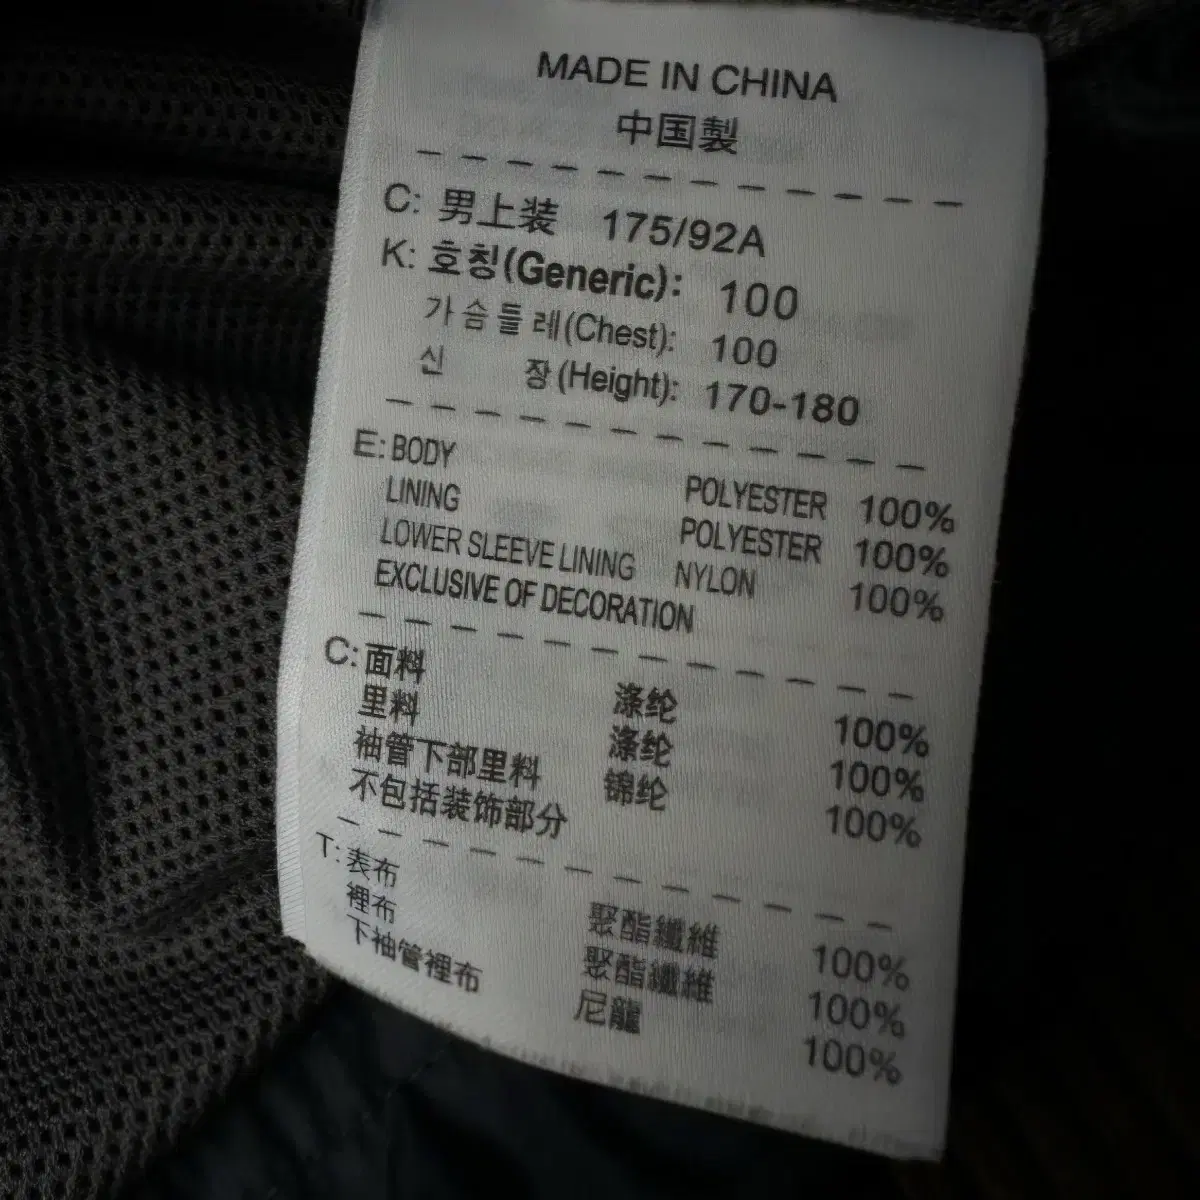 MADE IN CHINA
中国製
C: 男上装 175/92A
K: 호칭(Generic): 100
가슴들레(Chest): 100
신 장(Height): 170-180
E: BODY POLYESTER 100%
LINING POLYESTER 100%
LOWER SLEEVE LINING NYLON 100%
EXCLUSIVE OF DECORATION
C: 面料 涤纶 100%
里料 涤纶 100%
袖管下部里料 锦纶 100%
不包括装饰部分
T: 表布 聚酯纖維 100%
裡布 聚酯纖維 100%
下袖管裡布 尼龍 100%